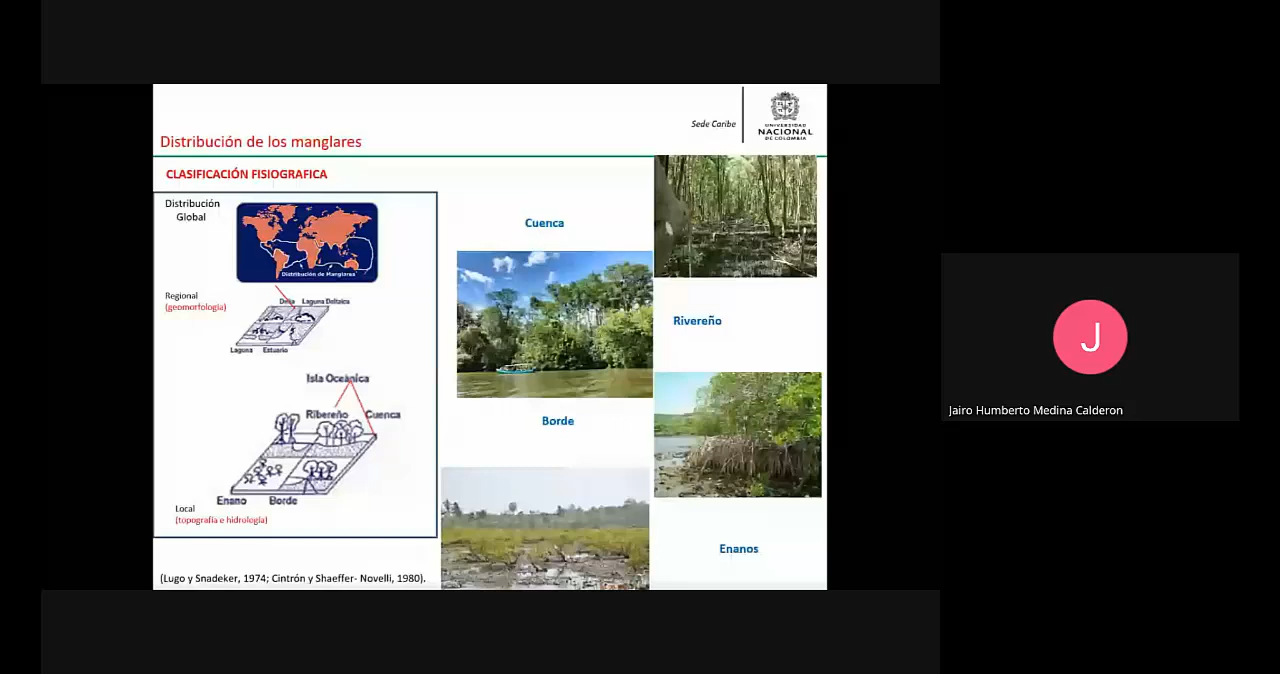 Sede Caribe
UNIVERSIDAD
NACIONAL
DE COLOMBIA
Distribución de los manglares
CLASIFICACIÓN FISIOGRAFICA
Distribución
Global
Distribución de Manglares
Regional
(geomorfología)
Delta Laguna Deltaica
Laguna Estuario
Isla Oceánica
Ribereño Cuenca
Enano Borde
Local
(topografía e hidrología)
Cuenca
Rivereño
Borde
Enanos
(Lugo y Snadeker, 1974; Cintrón y Shaeffer- Novelli, 1980).
J
Jairo Humberto Medina Calderon